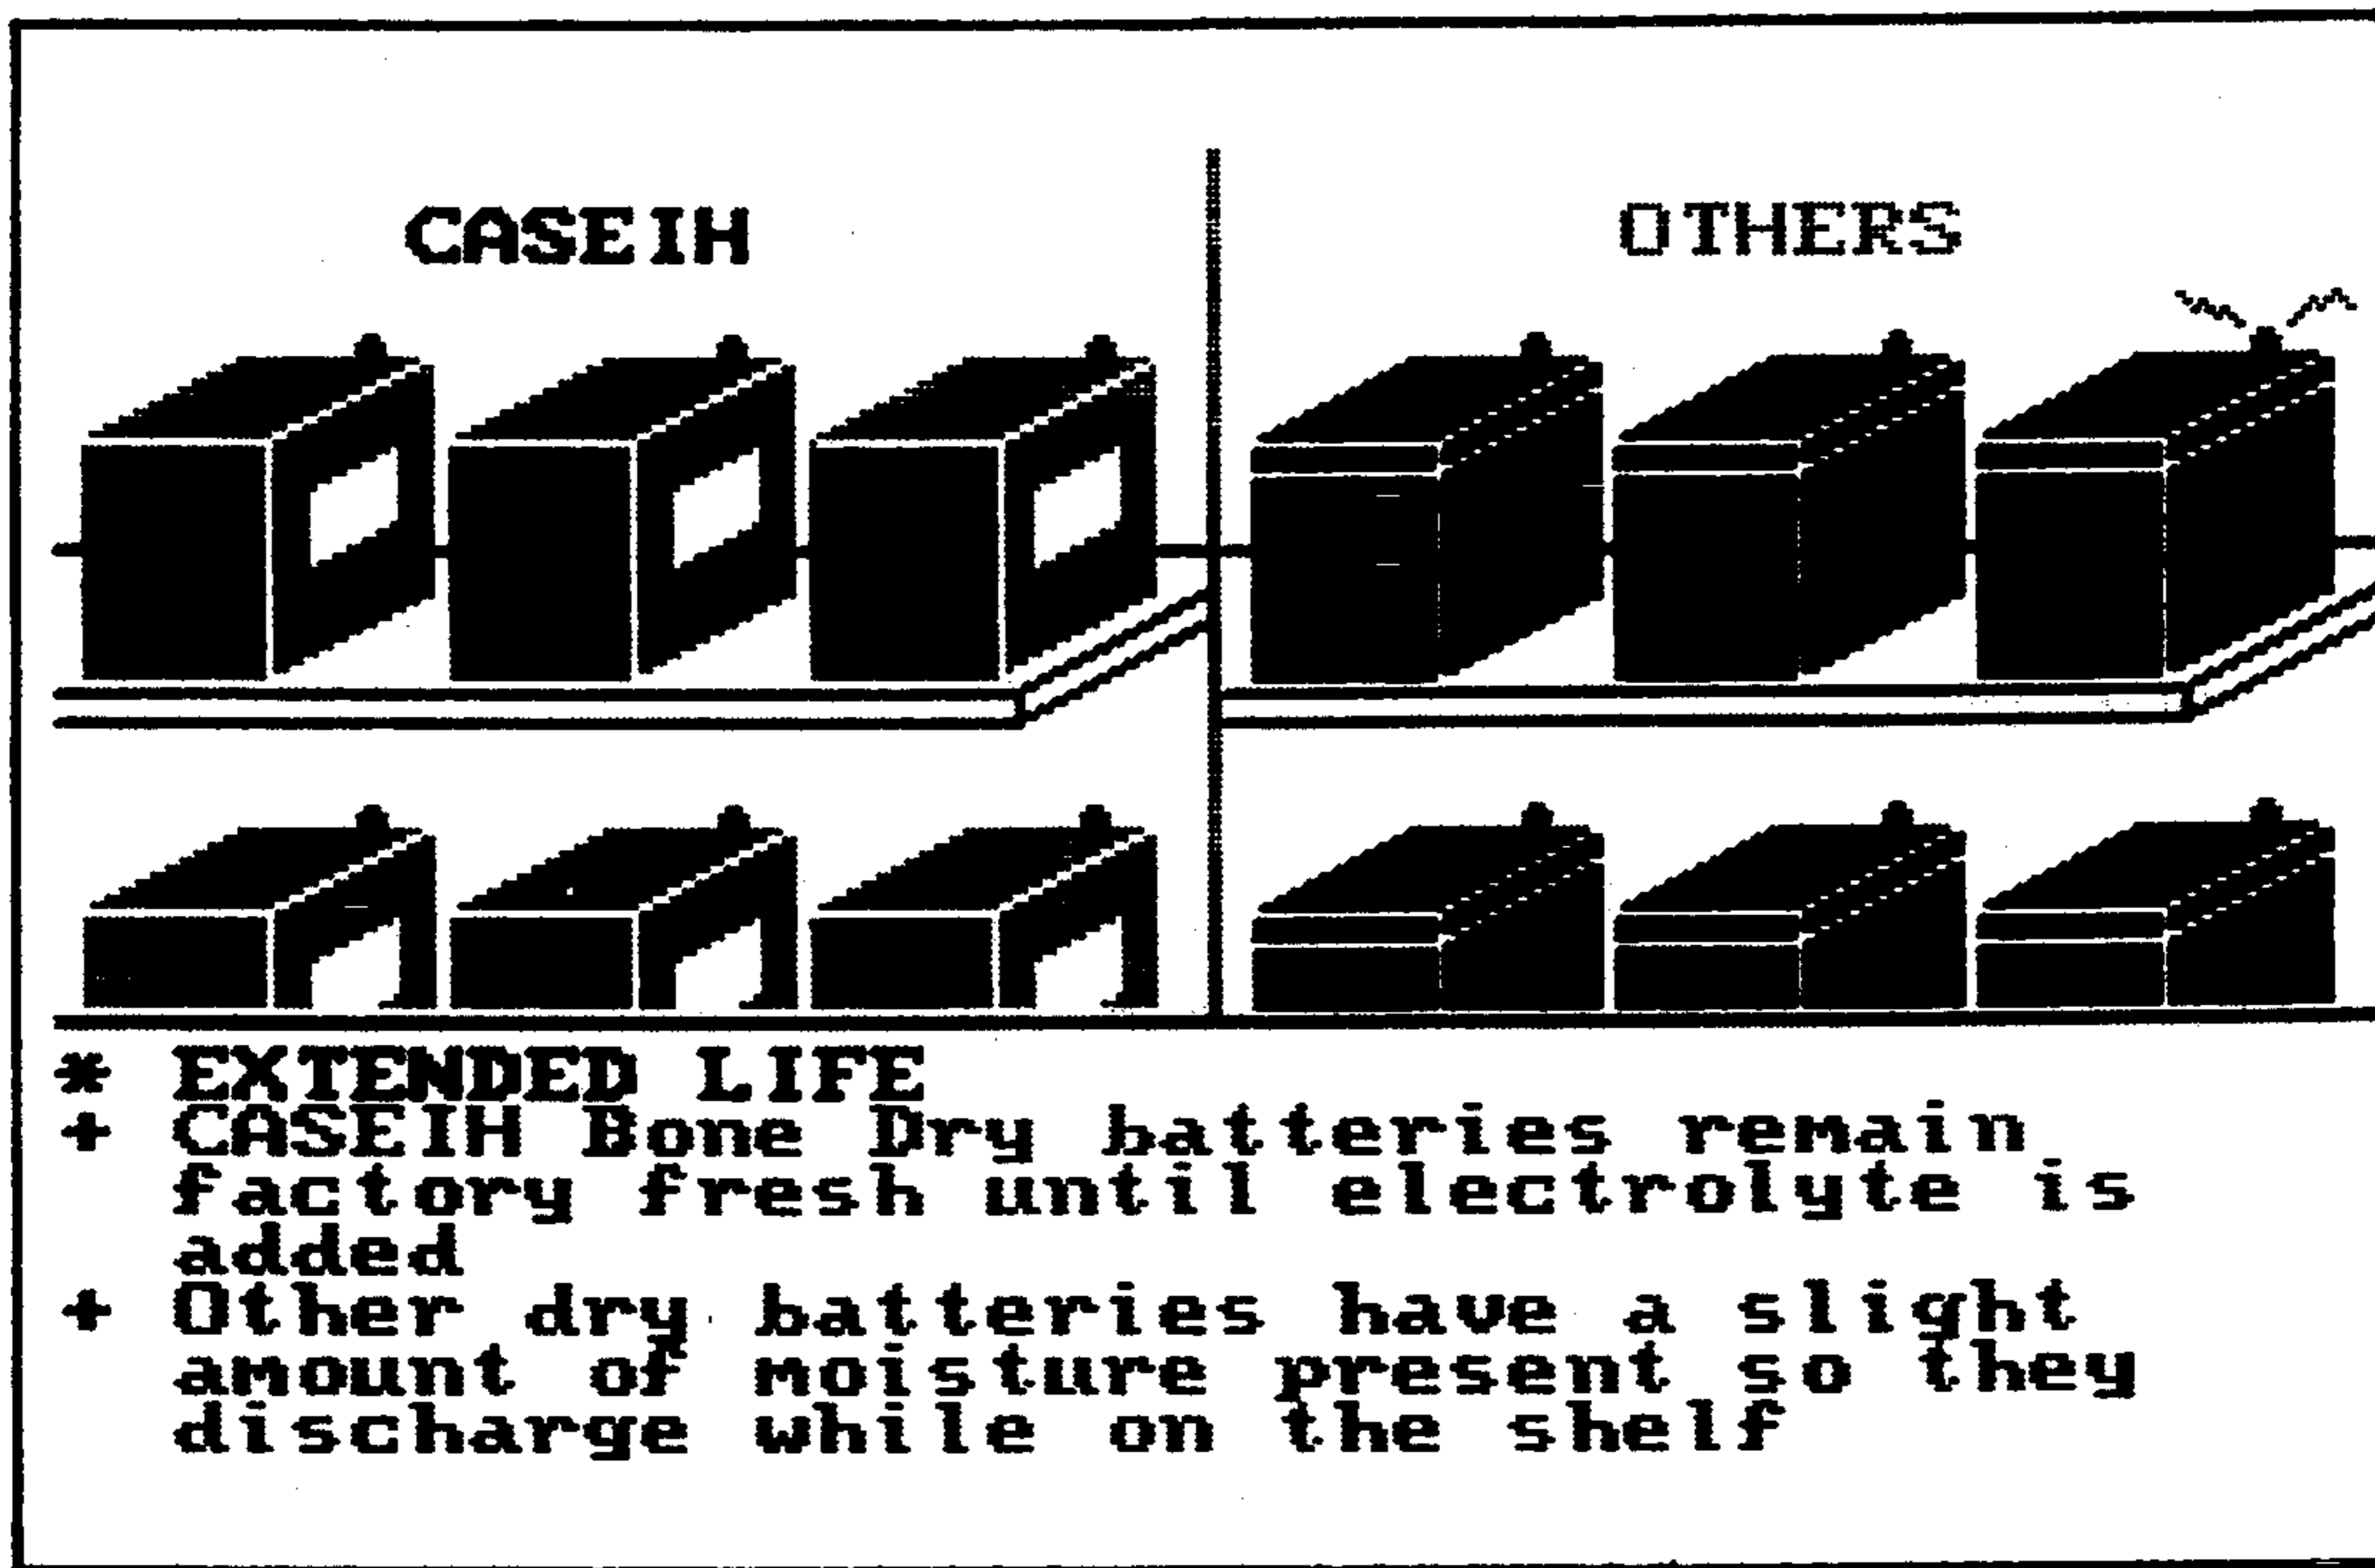 CASEIH
OTHERS
* EXTENDED LIFE
+ CASEIH Bone Dry batteries remain
factory fresh until electrolyte is
added
+ Other dry batteries have a slight
amount of moisture present so they
discharge while on the shelf